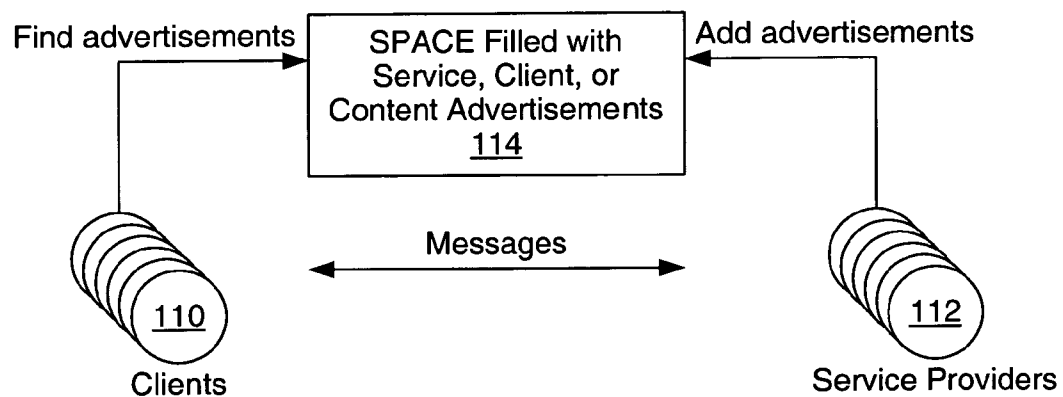 Find advertisements
SPACE Filled with
Service, Client, or
Content Advertisements
114
Add advertisements
Messages
110
Clients
112
Service Providers